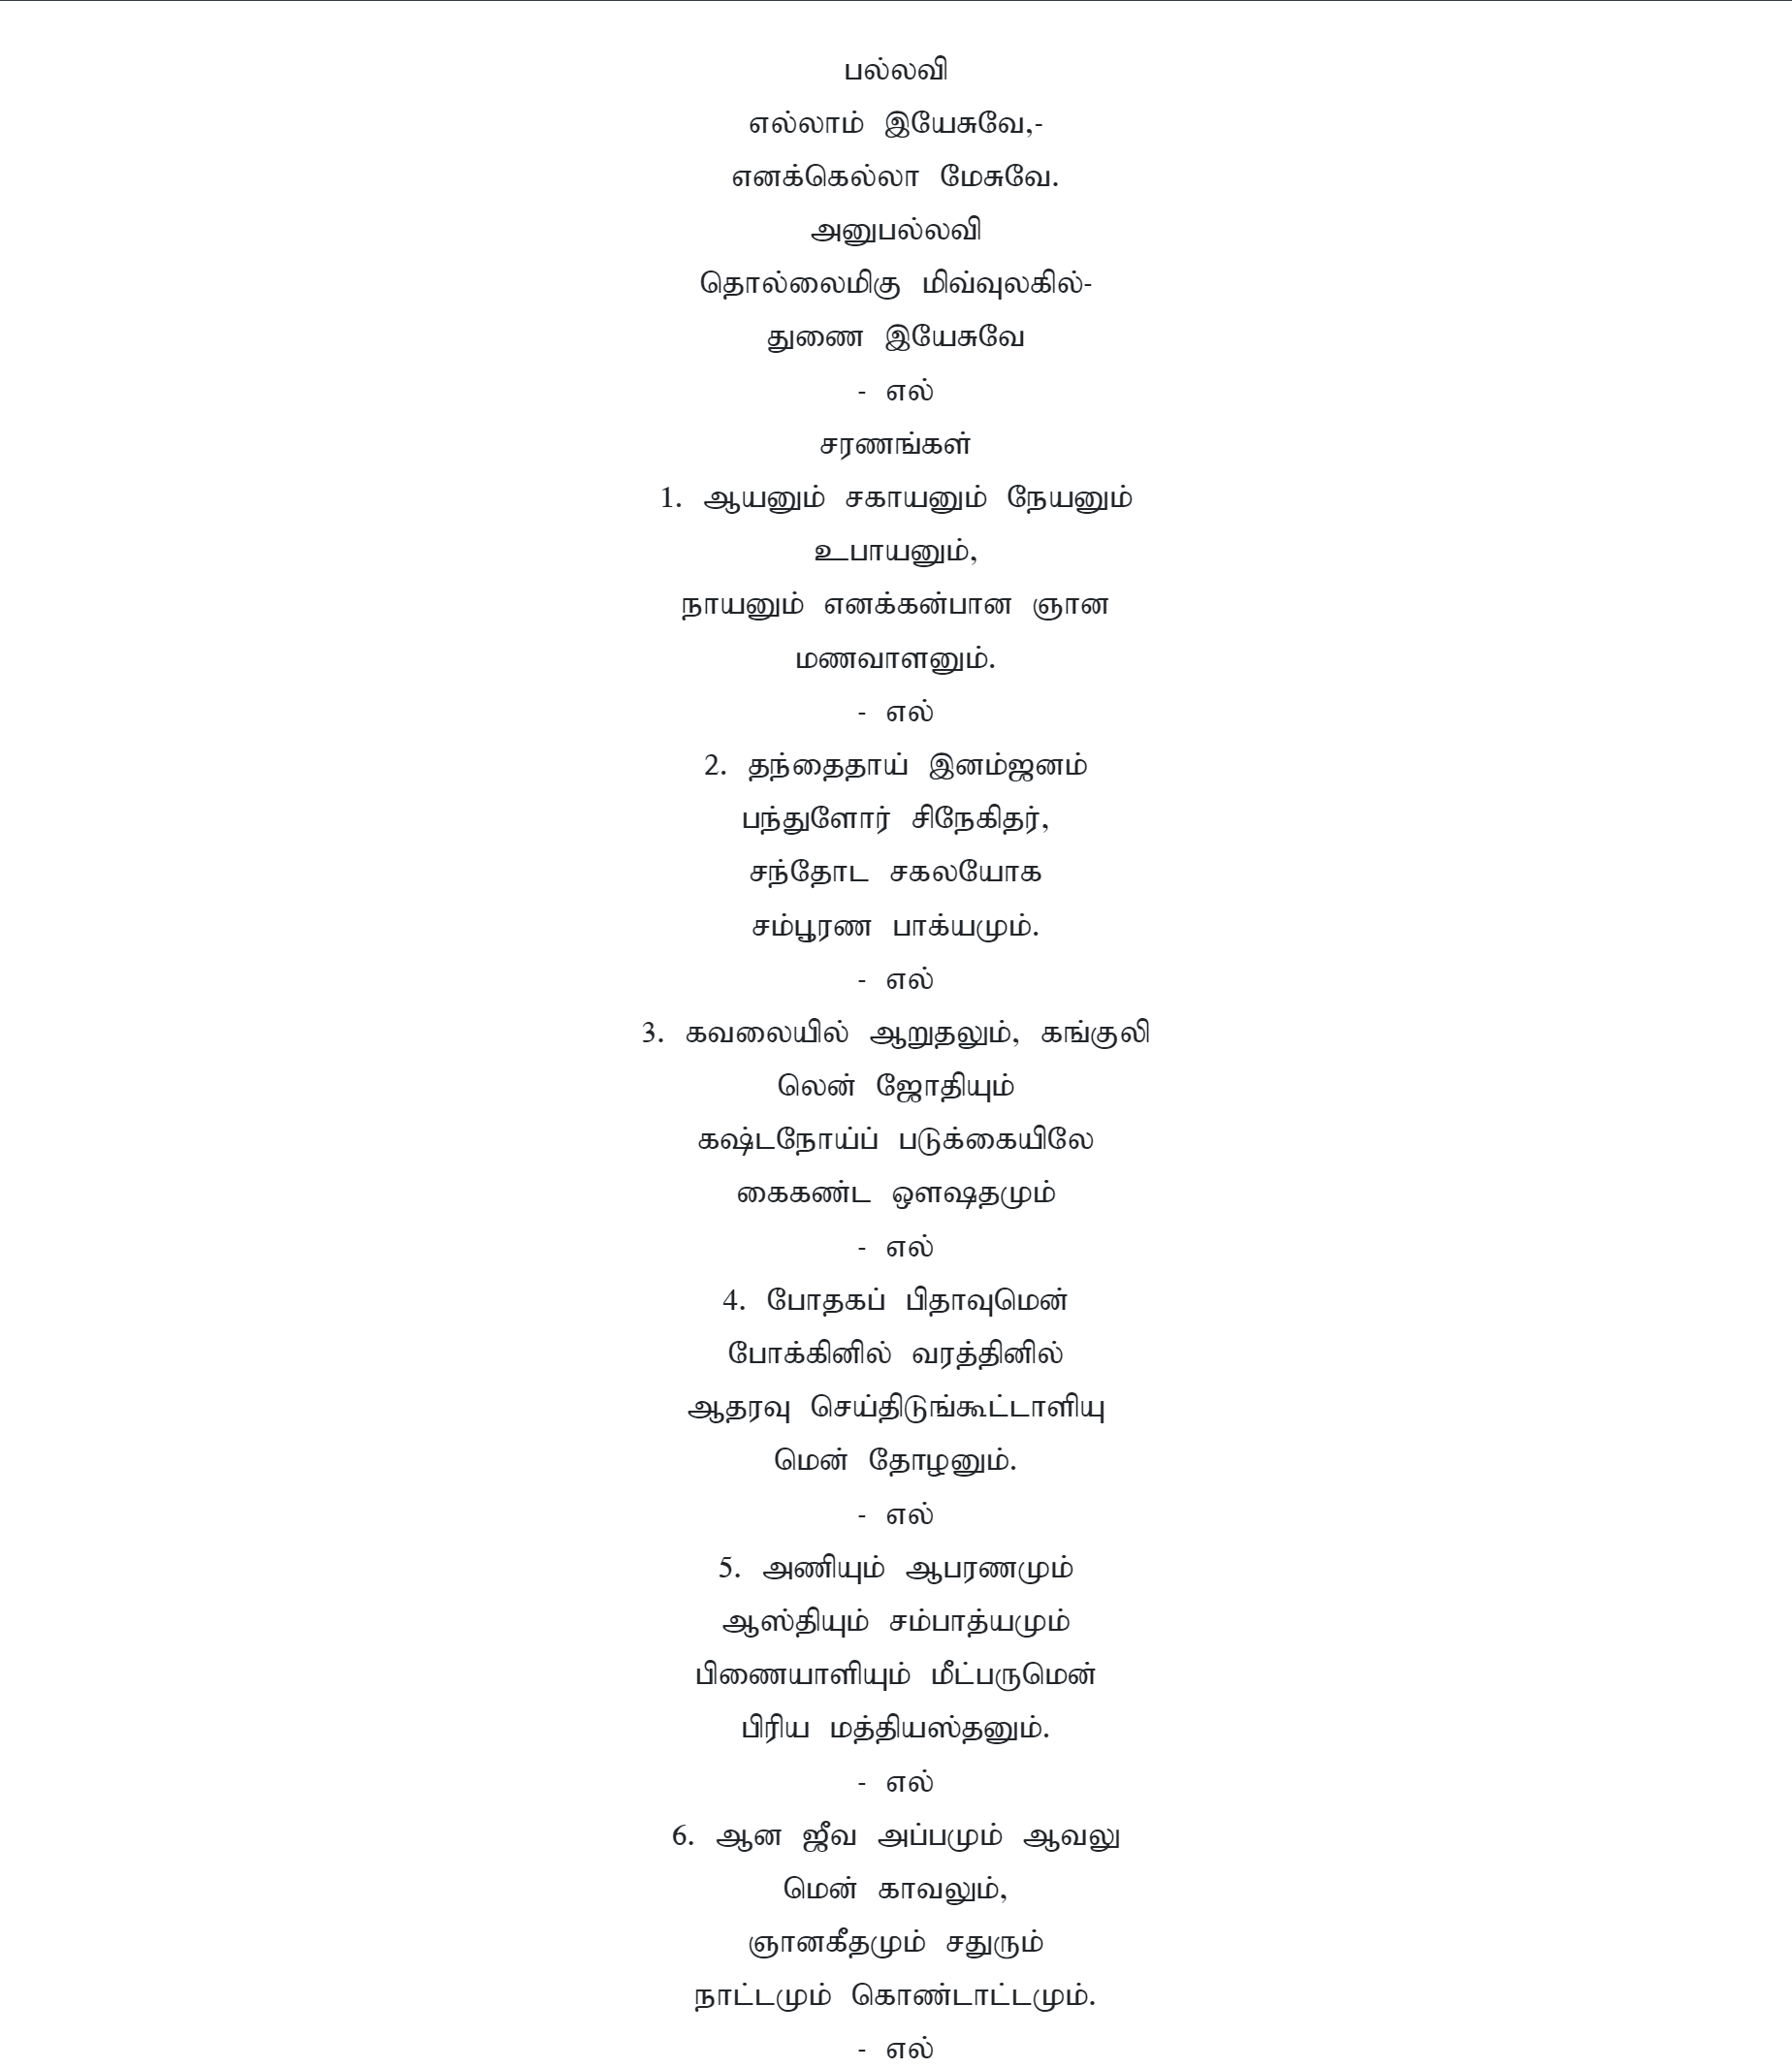 பல்லவி
எல்லாம் இயேசுவே,-
எனக்கெல்லா மேசுவே.
அனுபல்லவி
தொல்லைமிகு மிவ்வுலகில்-
துணை இயேசுவே
- எல்
சரணங்கள்
1. ஆயனும் சகாயனும் நேயனும்
உபாயனும்,
நாயனும் எனக்கன்பான ஞான
மணவாளனும்.
- எல்
2. தந்தைதாய் இனம்ஜனம்
பந்துளோர் சிநேகிதர்,
சந்தோட சகலயோக
சம்பூரண பாக்யமும்.
- எல்
3. கவலையில் ஆறுதலும், கங்குலி
லென் ஜோதியும்
கஷ்டநோய்ப் படுக்கையிலே
கைகண்ட ஔஷதமும்
- எல்
4. போதகப் பிதாவுமென்
போக்கினில் வரத்தினில்
ஆதரவு செய்திடுங்கூட்டாளியு
மென் தோழனும்.
- எல்
5. அணியும் ஆபரணமும்
ஆஸ்தியும் சம்பாத்யமும்
பிணையாளியும் மீட்பருமென்
பிரிய மத்தியஸ்தனும்.
- எல்
6. ஆன ஜீவ அப்பமும் ஆவலு
மென் காவலும்,
ஞானகீதமும் சதுரும்
நாட்டமும் கொண்டாட்டமும்.
- எல்